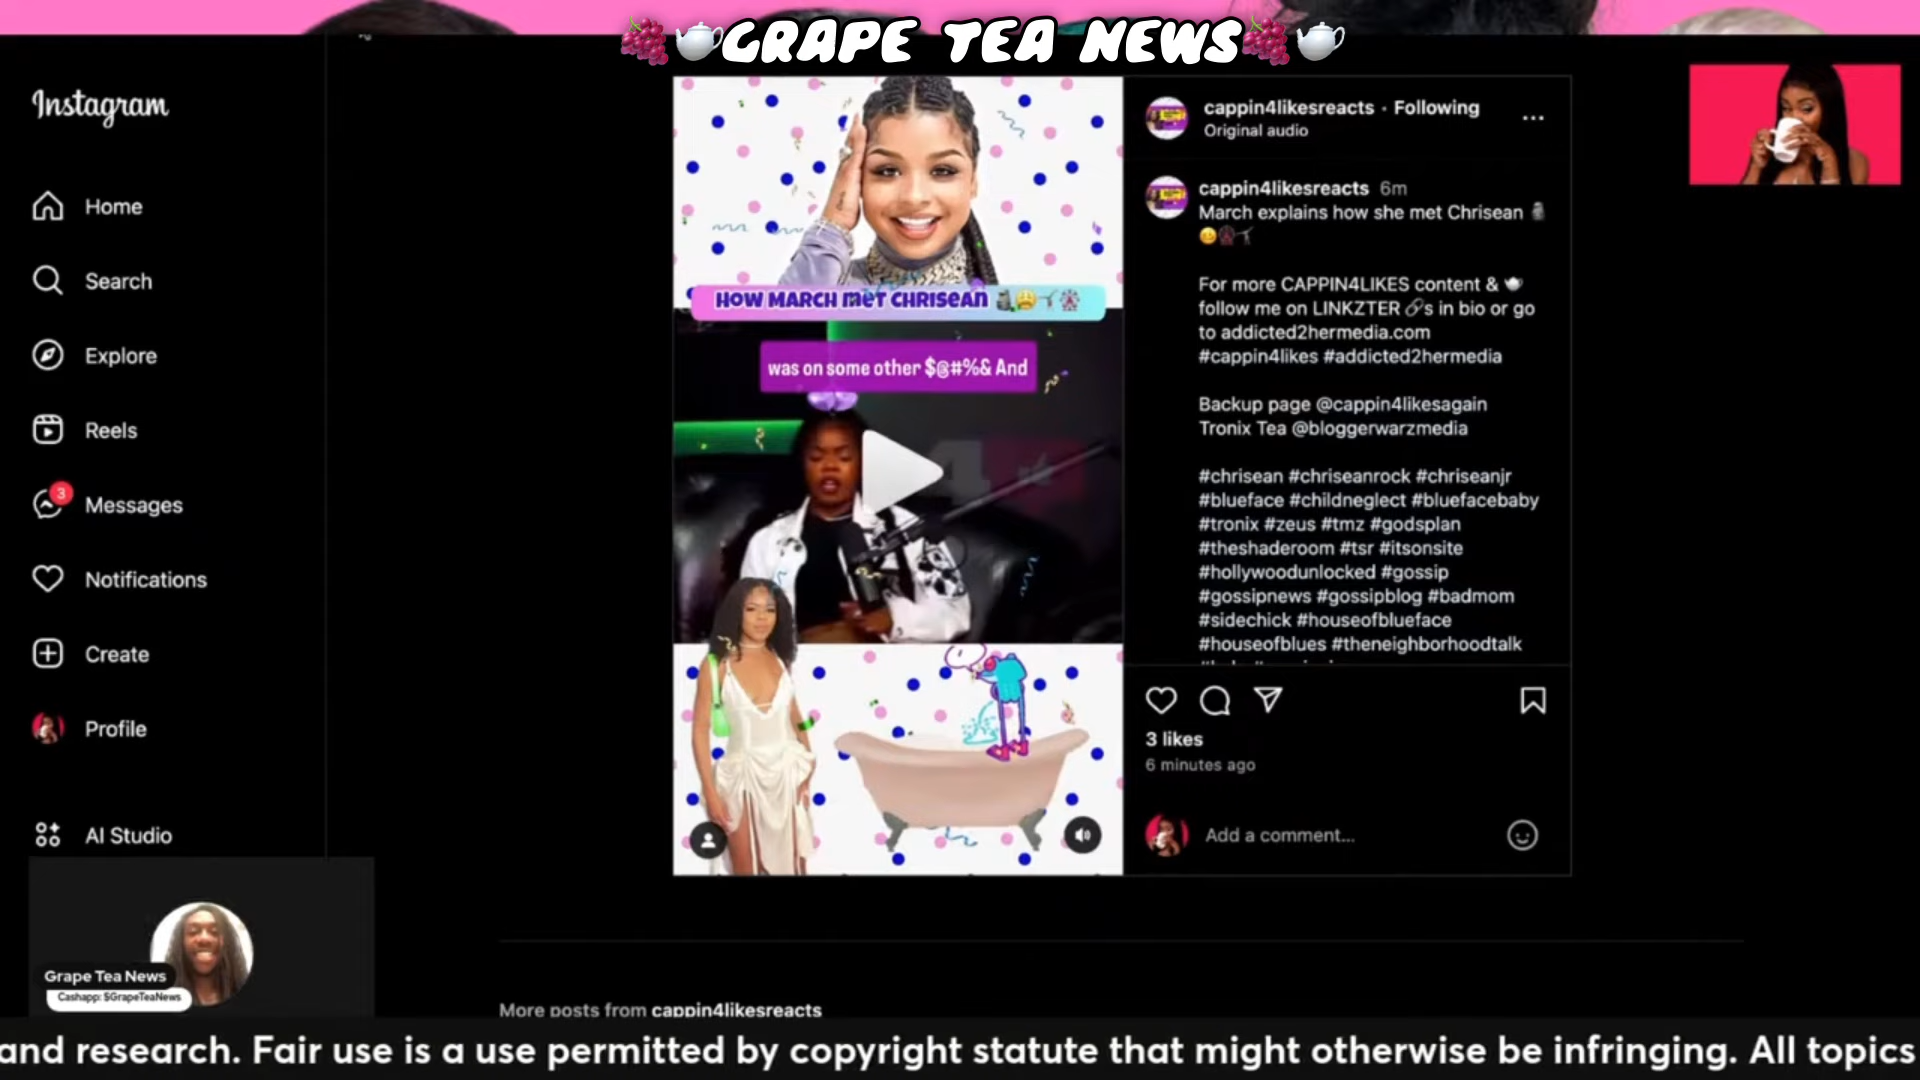 GRAPE TEA NEWS
Instagram
Home
Search
Explore
Reels
3
Messages
Notifications
Create
Profile
AI Studio
HOW MARCH MET CHRISEAN
was on some other $@#%& And
cappin4likesreacts • Following
Original audio
cappin4likesreacts 6m
March explains how she met Chrisean 🗿
😊🎡🔭
For more CAPPIN4LIKES content & 🫖
follow me on LINKZTER 🔗s in bio or go
to addicted2hermedia.com
#cappin4likes #addicted2hermedia
Backup page @cappin4likesagain
Tronix Tea @bloggerwarzmedia
#chrisean #chriseanrock #chriseanjr
#blueface #childneglect #bluefacebaby
#tronix #zeus #tmz #godsplan
#theshaderoom #tsr #itsonsite
#hollywoodunlocked #gossip
#gossipnews #gossipblog #badmom
#sidechick #houseofblueface
#houseofblues #theneighborhoodtalk
3 likes
6 minutes ago
Add a comment...
Grape Tea News
Cashapp: $GrapeTeaNews
More posts from cappin4likesreacts
and research. Fair use is a use permitted by copyright statute that might otherwise be infringing. All topics